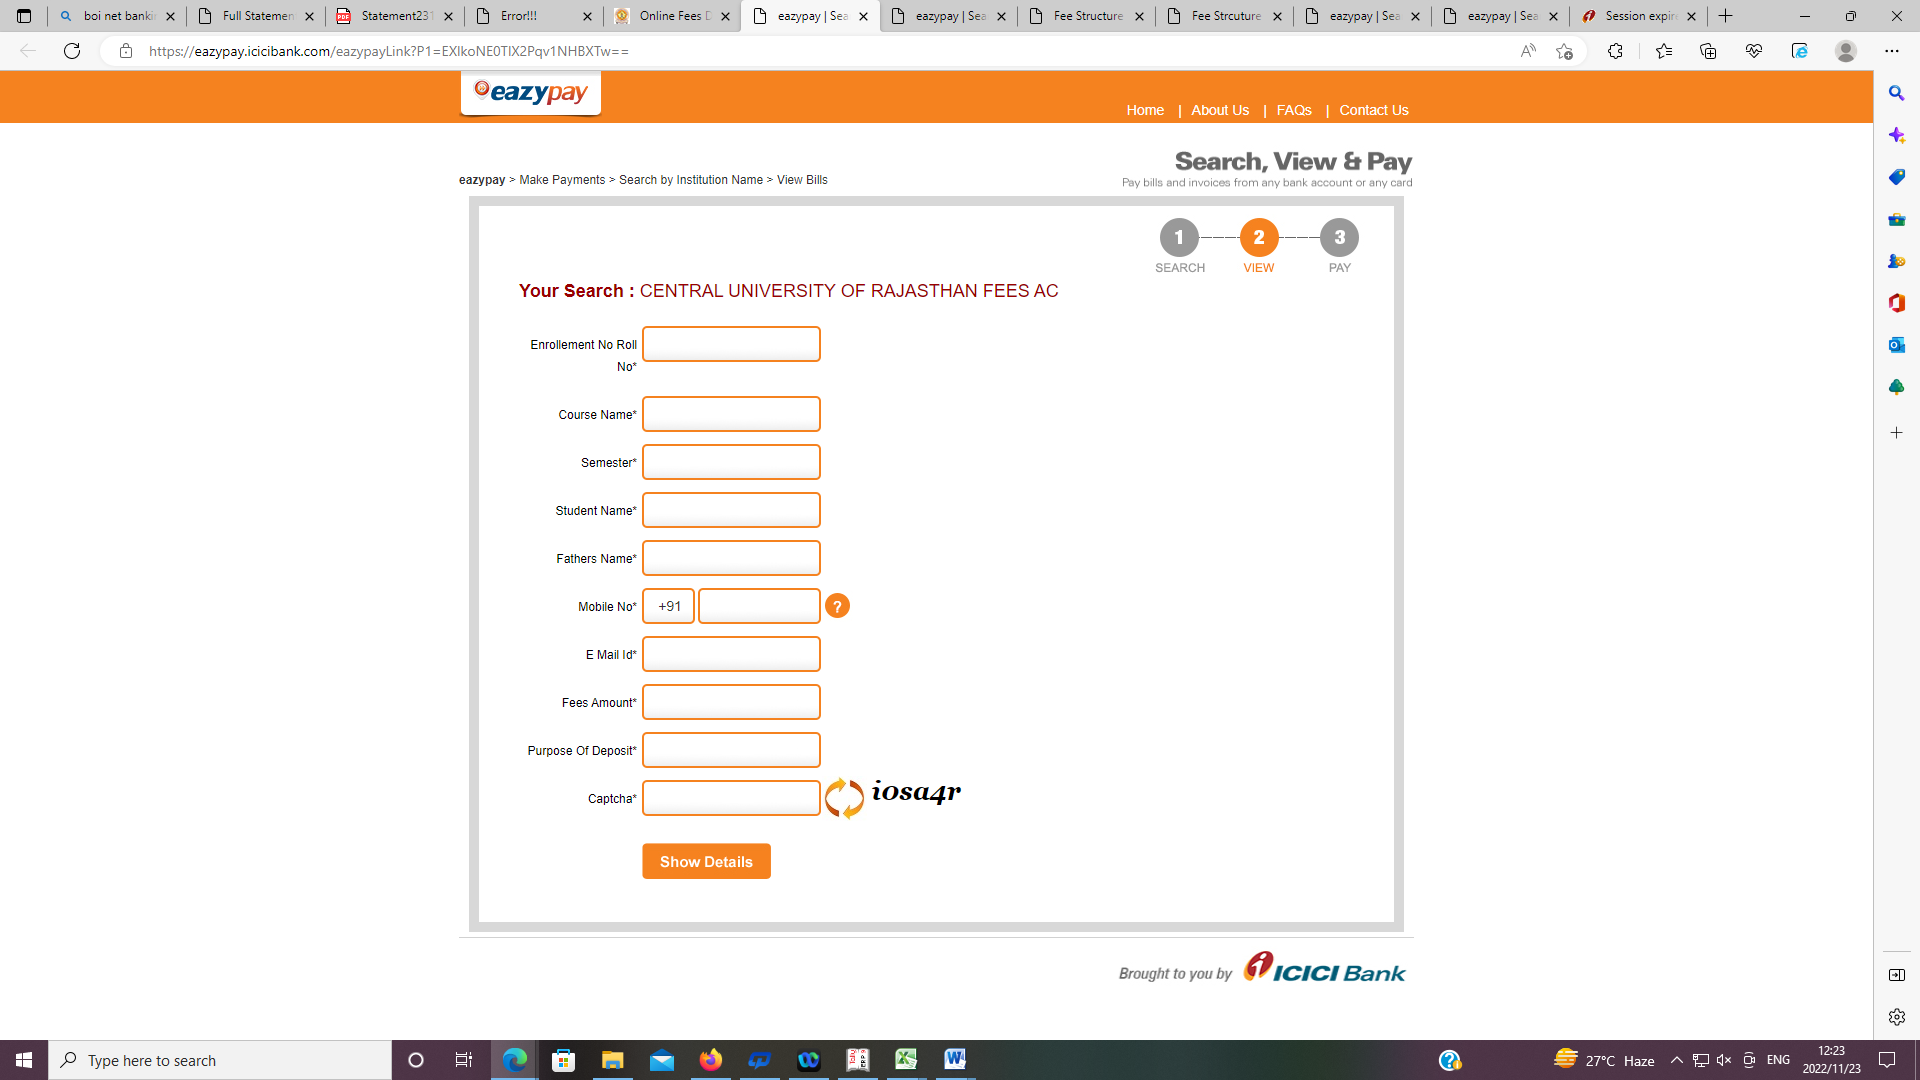 boi net bankin
Full Statemen
Statement231
Error!!!
Online Fees D
eazypay | Sea
eazypay | Sea
Fee Structure
Fee Strcuture
eazypay | Sea
eazypay | Sea
Session expire
https://eazypay.icicibank.com/eazypayLink?P1=EXIkoNE0TlX2Pqv1NHBXTw==
eazypay
Home | About Us | FAQs | Contact Us
Search, View & Pay
Pay bills and invoices from any bank account or any card
eazypay > Make Payments > Search by Institution Name > View Bills
1 2 3
SEARCH VIEW PAY
Your Search : CENTRAL UNIVERSITY OF RAJASTHAN FEES AC
Enrollement No Roll
No*
Course Name*
Semester*
Student Name*
Fathers Name*
Mobile No* +91 ?
E Mail Id*
Fees Amount*
Purpose Of Deposit*
Captcha* iosa4r
Show Details
Brought to you by ICICI Bank
Type here to search
27°C Haze
ENG
12:23
2022/11/23